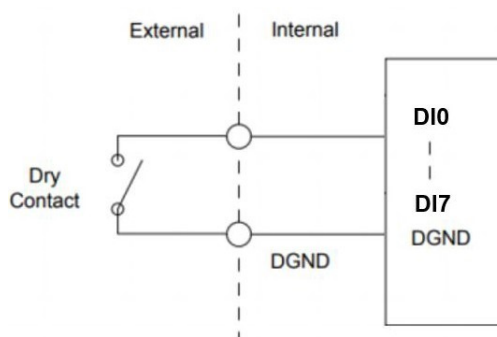 External
Internal
DI0
Dry
Contact
DI7
DGND
DGND